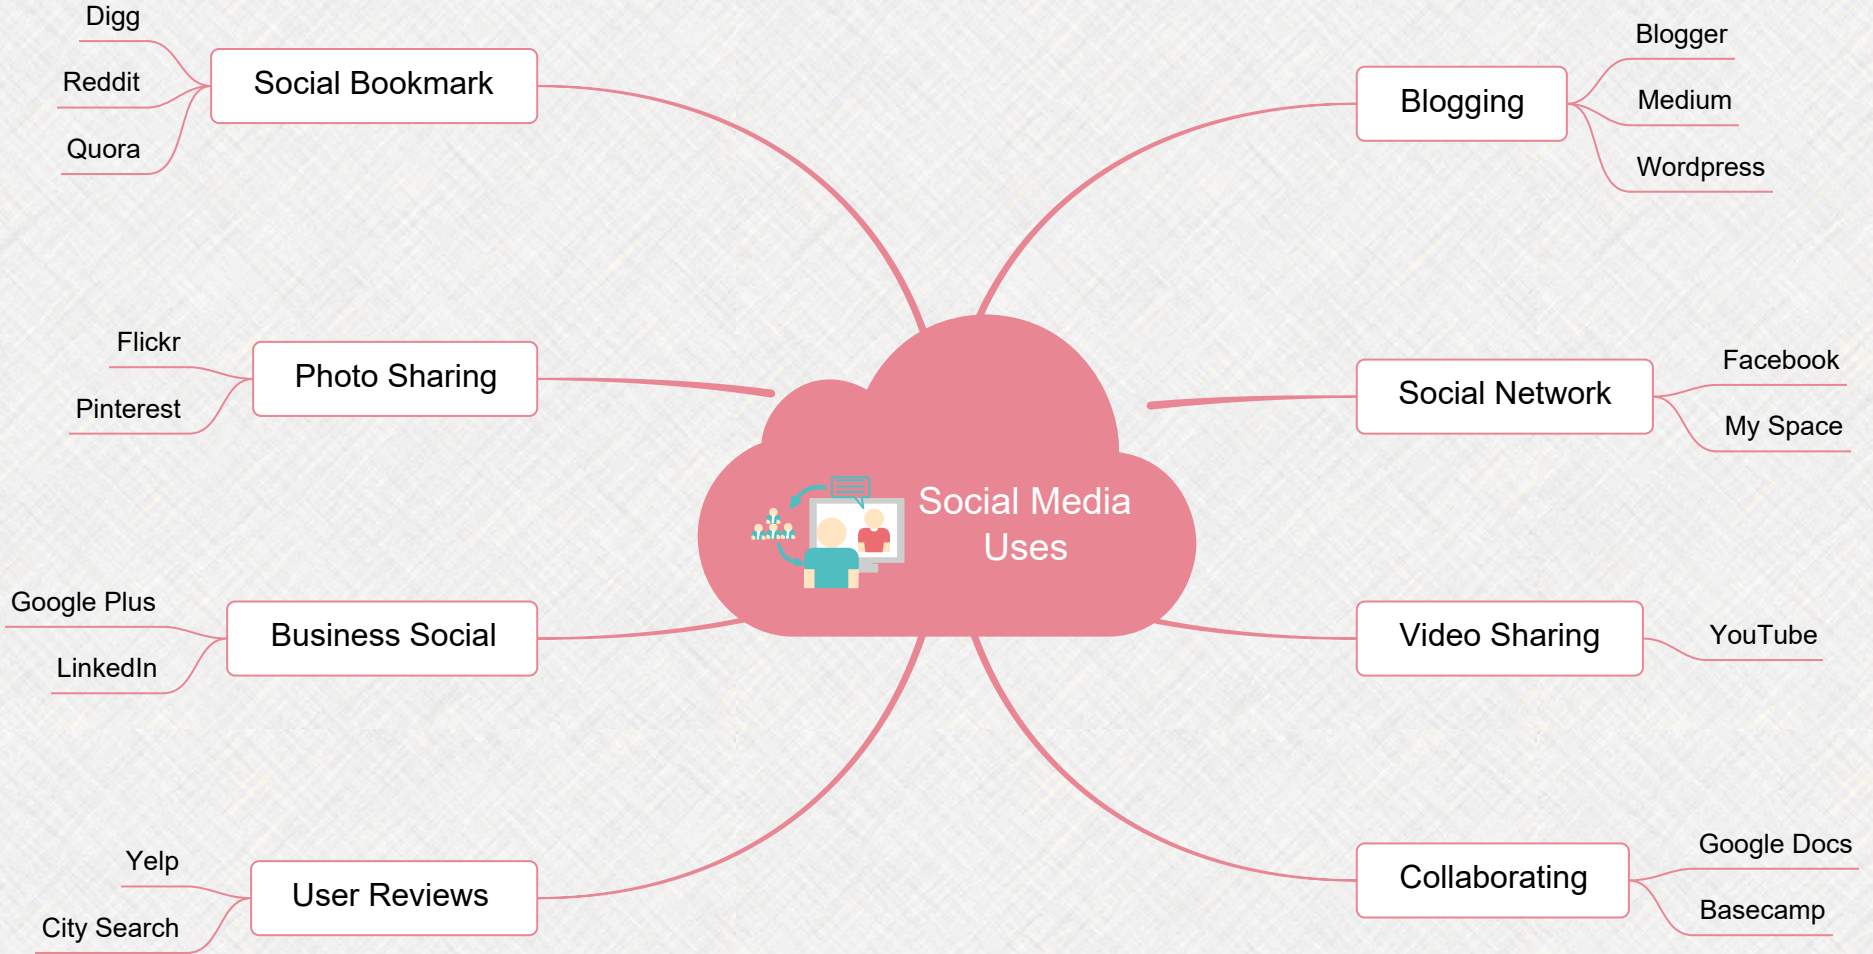 Digg
Reddit
Quora
Social Bookmark
Flickr
Pinterest
Photo Sharing
Google Plus
LinkedIn
Business Social
Yelp
City Search
User Reviews
Social Media
Uses
Blogging
Blogger
Medium
Wordpress
Social Network
Facebook
My Space
Video Sharing
YouTube
Collaborating
Google Docs
Basecamp